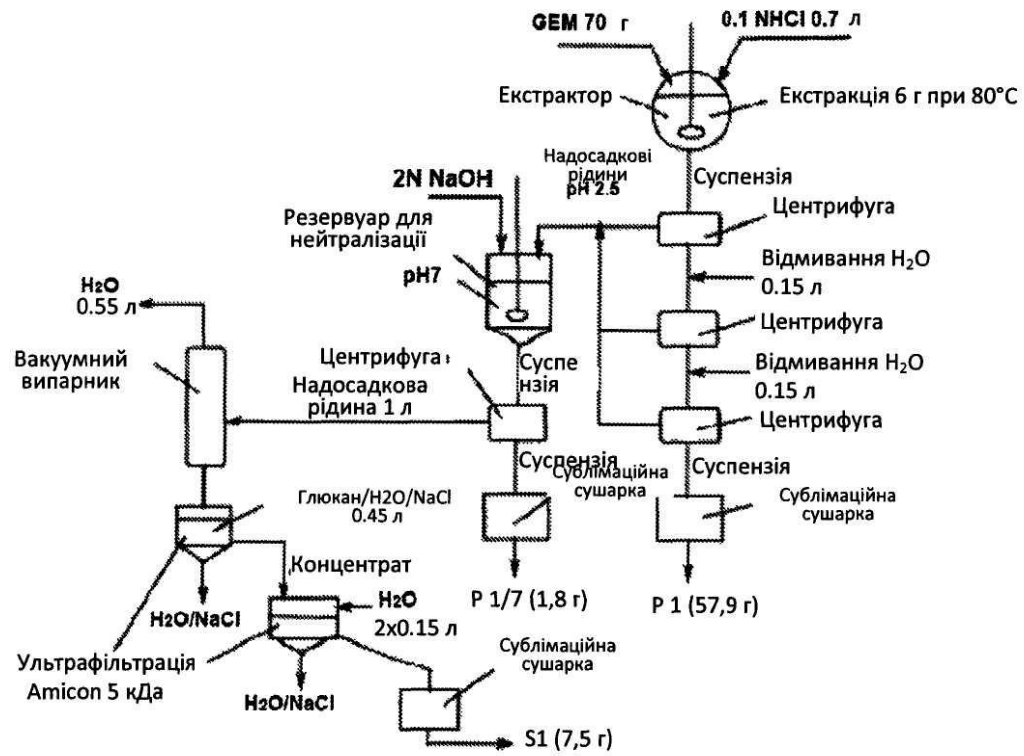 GEM 70 г
0.1 NHCl 0.7 л
Екстрактор
Екстракція 6 г при 80°C
Надосадкові
рідини
pH 2.5
Суспензія
2N NaOH
Центрифуга
Резервуар для
нейтралізації
Відмивання H₂O
0.15 л
pH7
H₂O
0.55 л
Центрифуга
Вакуумний
випарник
Центрифуга
Суспе
нзія
Відмивання H₂O
0.15 л
Надосадкова
рідина 1 л
Центрифуга
Суспензія
Суспензія
Сублімаційна
сушарка
Сублімаційна
сушарка
Глюкан/H2O/NaCl
0.45 л
Концентрат
P 1/7 (1,8 г)
P 1 (57,9 г)
H₂O/NaCl
H₂O
2x0.15 л
Ультрафільтрація
Amicon 5 кДа
Сублімаційна
сушарка
H₂O/NaCl
S1 (7,5 г)